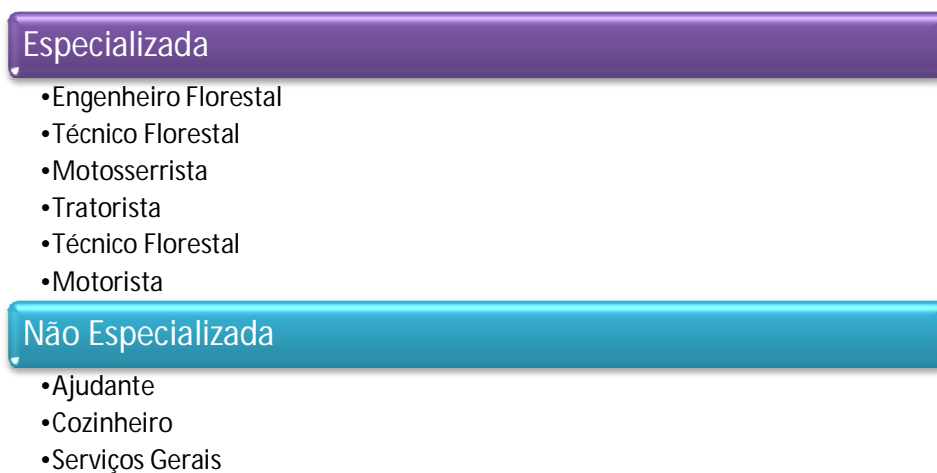 Especializada
•Engenheiro Florestal
•Técnico Florestal
•Motosserrista
•Tratorista
•Técnico Florestal
•Motorista
Não Especializada
•Ajudante
•Cozinheiro
•Serviços Gerais